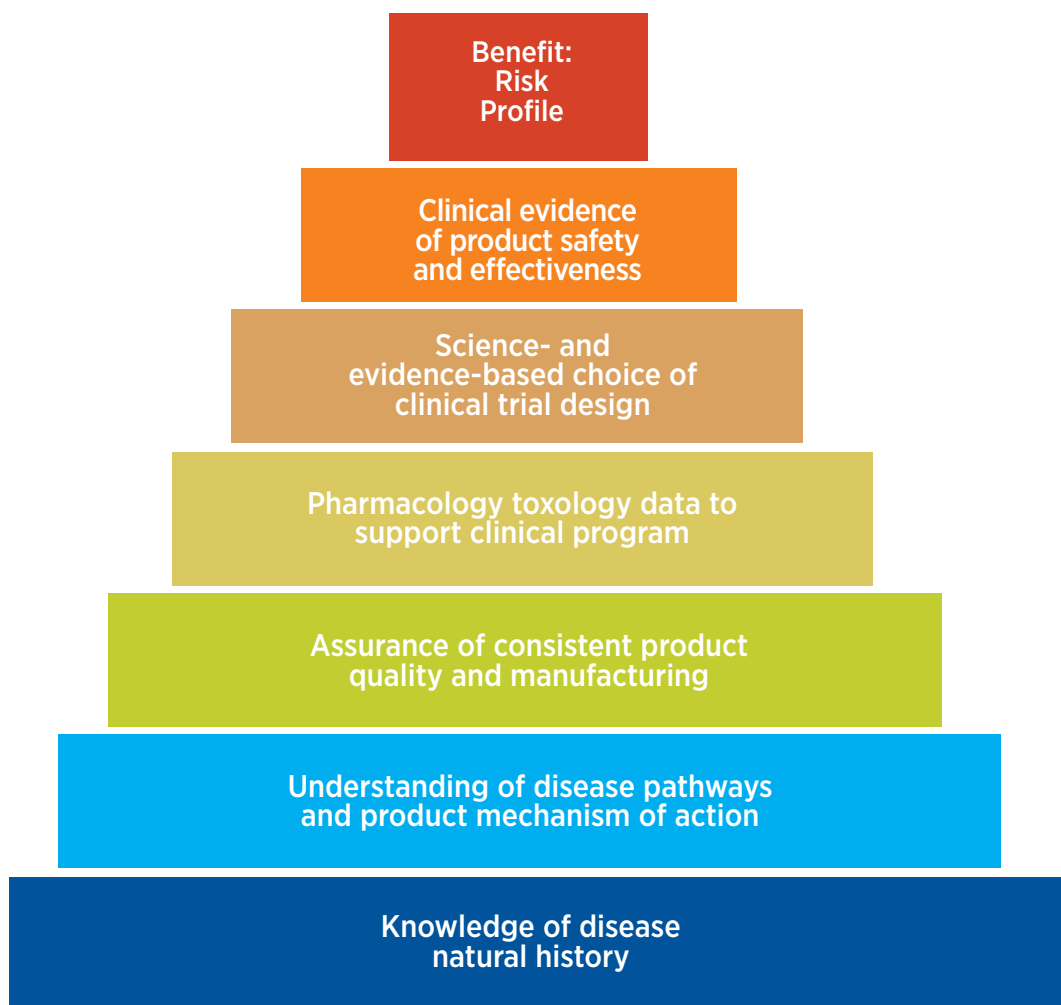 Benefit:
Risk
Profile
Clinical evidence
of product safety
and effectiveness
Science- and
evidence-based choice of
clinical trial design
Pharmacology toxology data to
support clinical program
Assurance of consistent product
quality and manufacturing
Understanding of disease pathways
and product mechanism of action
Knowledge of disease
natural history